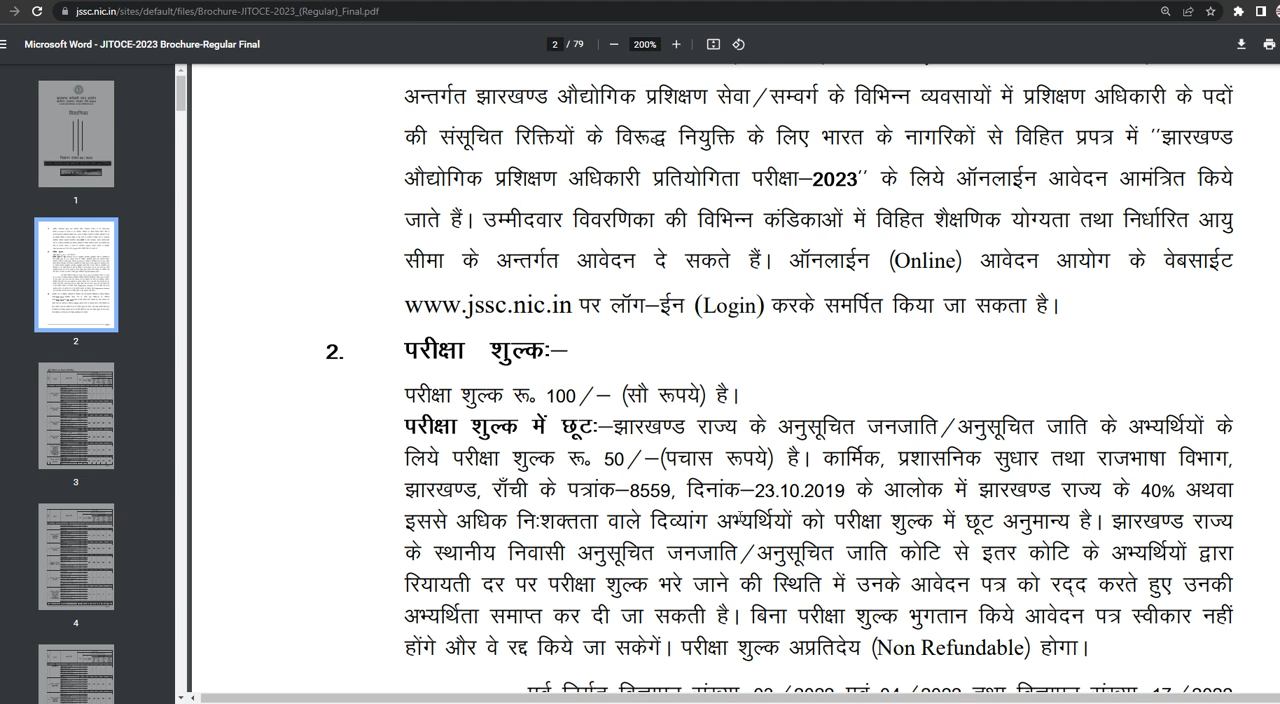 jssc.nic.in/sites/default/files/Brochure-JITOCE-2023_(Regular)_Final.pdf
Microsoft Word - JITOCE-2023 Brochure-Regular Final
2 / 79
200%
अन्तर्गत झारखण्ड औद्योगिक प्रशिक्षण सेवा/सम्वर्ग के विभिन्न व्यवसायों में प्रशिक्षण अधिकारी के पदों
की संसूचित रिक्तियों के विरूद्ध नियुक्ति के लिए भारत के नागरिकों से विहित प्रपत्र में ''झारखण्ड
औद्योगिक प्रशिक्षण अधिकारी प्रतियोगिता परीक्षा–2023'' के लिये ऑनलाईन आवेदन आमंत्रित किये
जाते हैं। उम्मीदवार विवरणिका की विभिन्न कंडिकाओं में विहित शैक्षणिक योग्यता तथा निर्धारित आयु
सीमा के अन्तर्गत आवेदन दे सकते हैं। ऑनलाईन (Online) आवेदन आयोग के वेबसाईट
www.jssc.nic.in पर लॉग–ईन (Login) करके समर्पित किया जा सकता है।
2. परीक्षा शुल्कः–
परीक्षा शुल्क रू० 100/– (सौ रूपये) है।
परीक्षा शुल्क में छूटः–झारखण्ड राज्य के अनुसूचित जनजाति/अनुसूचित जाति के अभ्यर्थियों के
लिये परीक्षा शुल्क रू० 50/–(पचास रूपये) है। कार्मिक, प्रशासनिक सुधार तथा राजभाषा विभाग,
झारखण्ड, राँची के पत्रांक–8559, दिनांक–23.10.2019 के आलोक में झारखण्ड राज्य के 40% अथवा
इससे अधिक निःशक्तता वाले दिव्यांग अभ्यर्थियों को परीक्षा शुल्क में छूट अनुमान्य है। झारखण्ड राज्य
के स्थानीय निवासी अनुसूचित जनजाति/अनुसूचित जाति कोटि से इतर कोटि के अभ्यर्थियों द्वारा
रियायती दर पर परीक्षा शुल्क भरे जाने की स्थिति में उनके आवेदन पत्र को रद्द करते हुए उनकी
अभ्यर्थिता समाप्त कर दी जा सकती है। बिना परीक्षा शुल्क भुगतान किये आवेदन पत्र स्वीकार नहीं
होंगे और वे रद्द किये जा सकेगें। परीक्षा शुल्क अप्रतिदेय (Non Refundable) होगा।
1
2
3
4